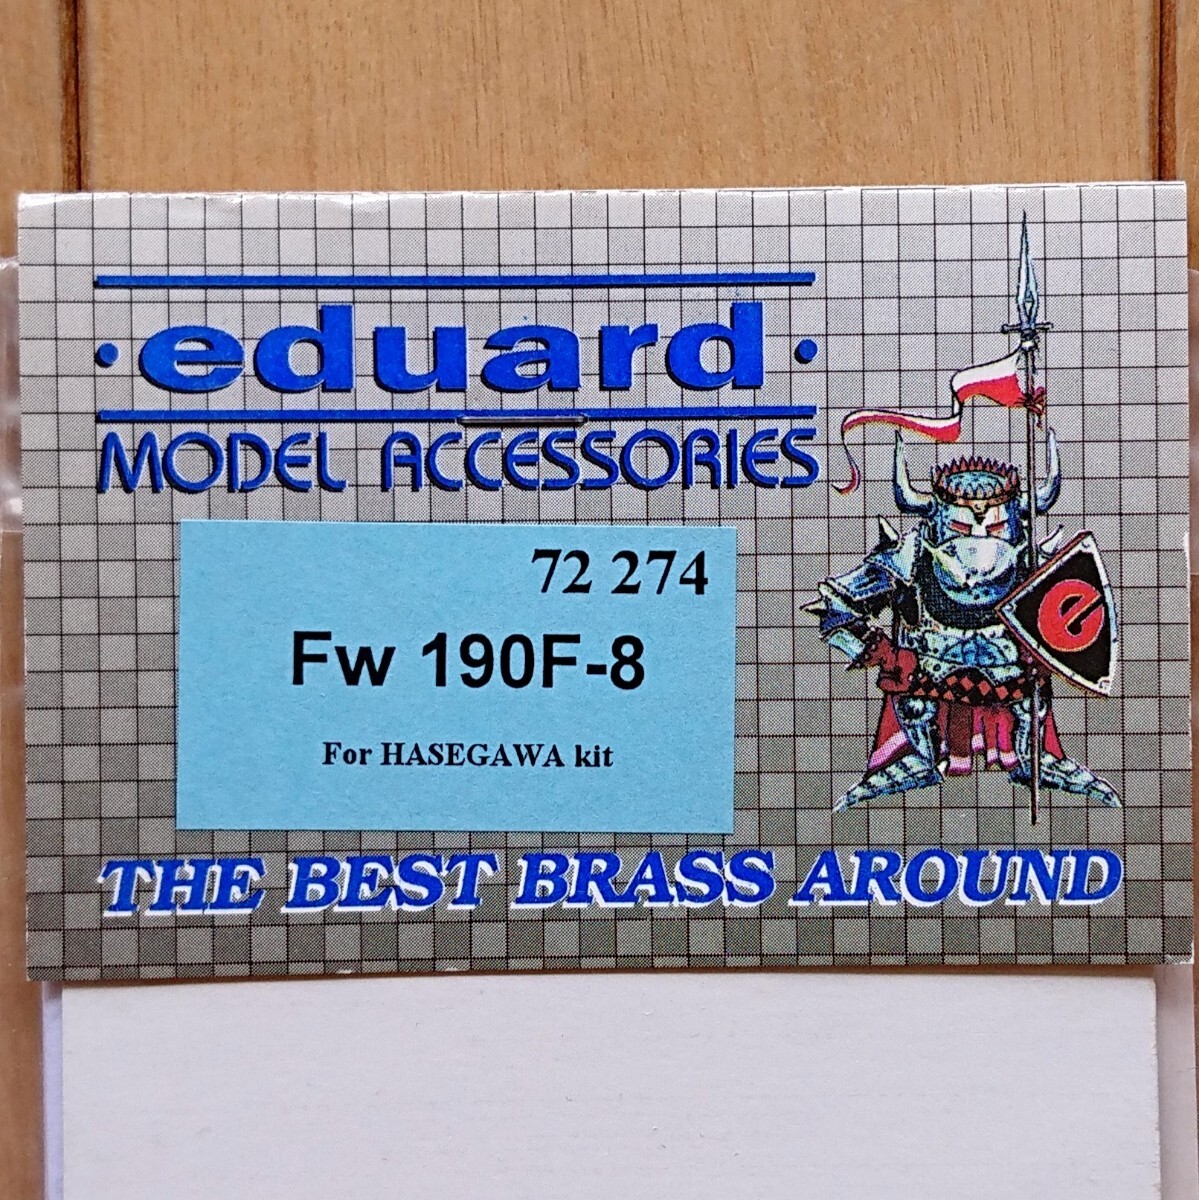 • eduard •
MODEL ACCESSORIES
72 274
Fw 190F-8
For HASEGAWA kit
e
THE BEST BRASS AROUND